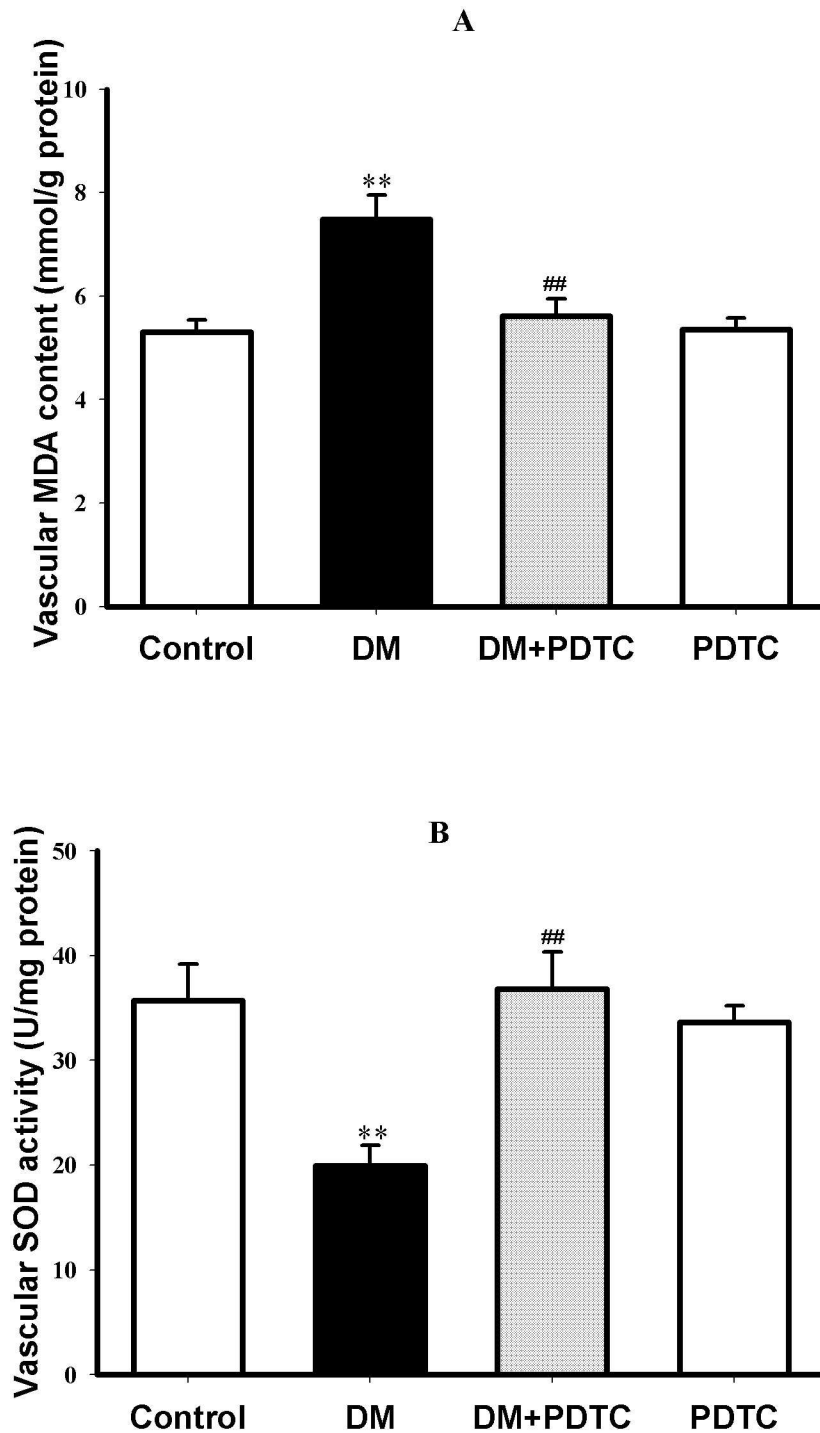 A
Vascular MDA content (mmol/g protein)
10
8
6
4
2
0
**
##
Control DM DM+PDTC PDTC
B
Vascular SOD activity (U/mg protein)
50
40
30
20
10
0
**
##
Control DM DM+PDTC PDTC